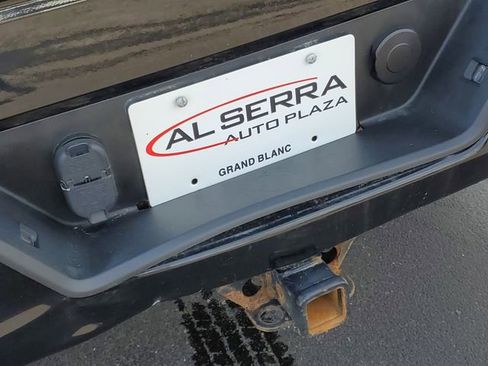 AL SERRA
AUTO PLAZA
GRAND BLANC